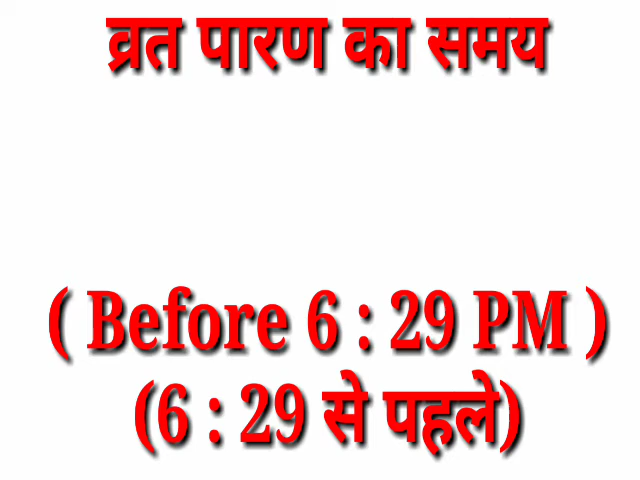 व्रत पारण का समय
( Before 6 : 29 PM )
(6 : 29 से पहले)